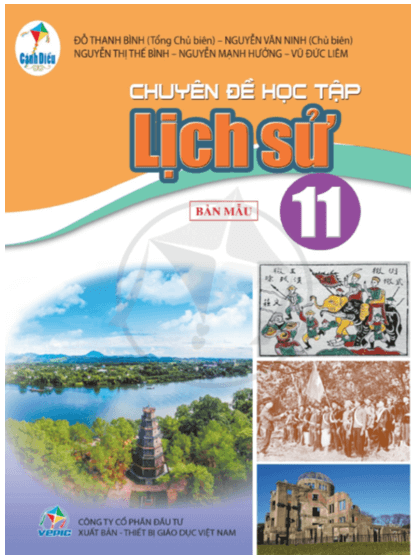 ĐỖ THANH BÌNH (Tổng Chủ biên) – NGUYỄN VĂN NINH (Chủ biên)
NGUYỄN THỊ THẾ BÌNH – NGUYỄN MẠNH HƯỞNG – VŨ ĐỨC LIÊM
Cánh Diều
CHUYÊN ĐỀ HỌC TẬP
Lịch sử
11
BẢN MẪU
VEPIC
CÔNG TY CỔ PHẦN ĐẦU TƯ
XUẤT BẢN – THIẾT BỊ GIÁO DỤC VIỆT NAM